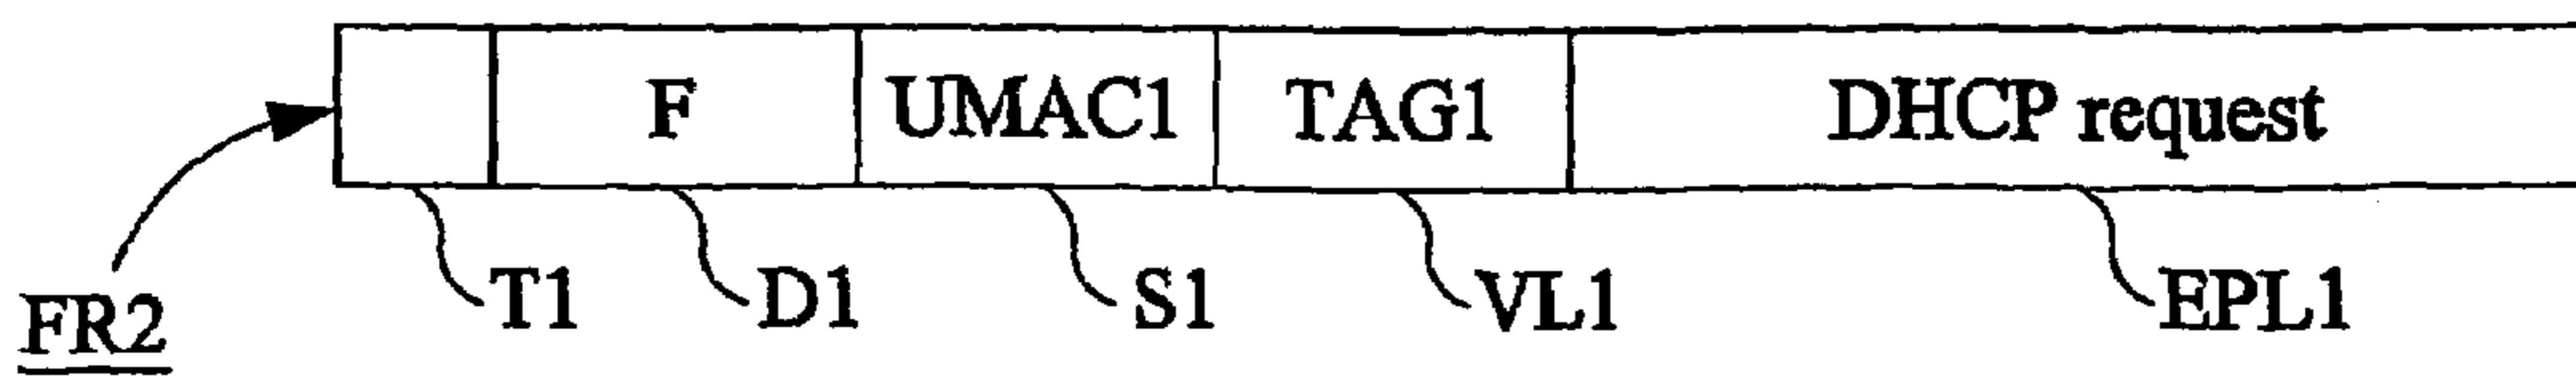 F UMAC1 TAG1 DHCP request
FR2 T1 D1 S1 VL1 EPL1